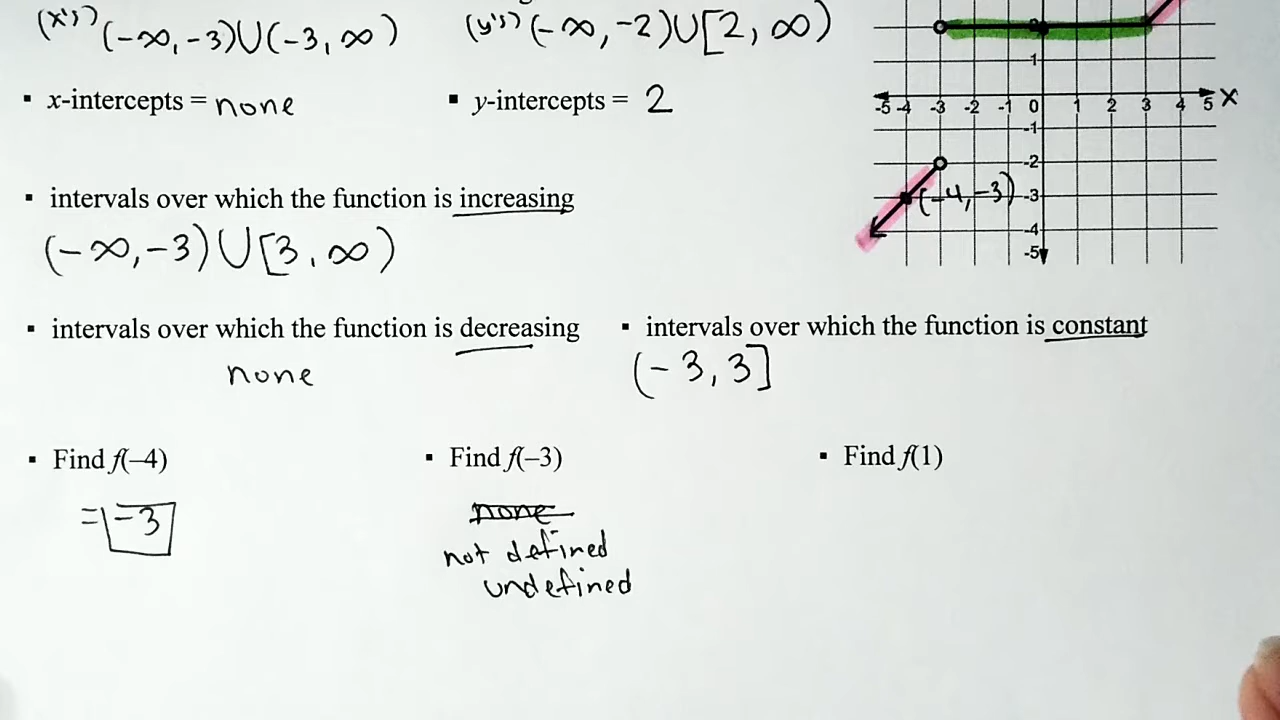 (x's) (-∞, -3)∪(-3, ∞)
(y's) (-∞, -2)∪[2, ∞)
▪ x-intercepts = none
▪ y-intercepts = 2
1
-5 -4 -3 -2 -1 0 1 2 3 4 5 X
-1
-2
(-4, -3) -3
-4
-5
▪ intervals over which the function is increasing
(-∞, -3)∪[3, ∞)
▪ intervals over which the function is decreasing
none
▪ intervals over which the function is constant
(-3, 3]
▪ Find f(–4)
= -3
▪ Find f(–3)
none
not defined
undefined
▪ Find f(1)